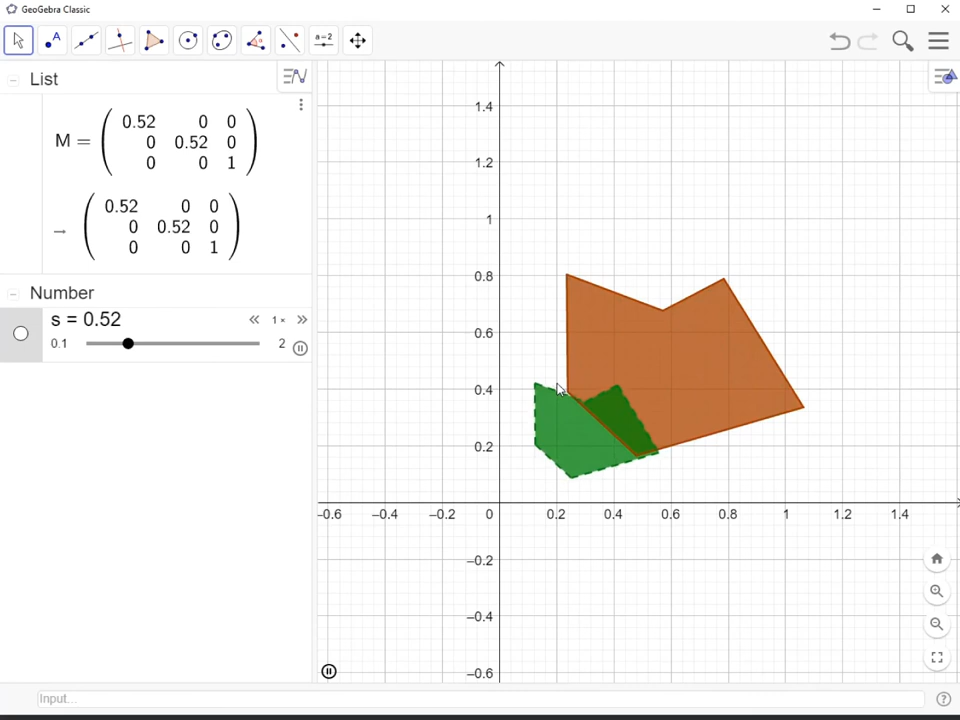 GeoGebra Classic
A
a
a=2
List
M = ( 0.52 0 0
0 0.52 0
0 0 1 )
→ ( 0.52 0 0
0 0.52 0
0 0 1 )
Number
s = 0.52
« 1 × »
0.1
2
1.4
1.2
1
0.8
0.6
0.4
0.2
–0.6 –0.4 –0.2 0 0.2 0.4 0.6 0.8 1 1.2 1.4
–0.2
–0.4
–0.6
Input...
?